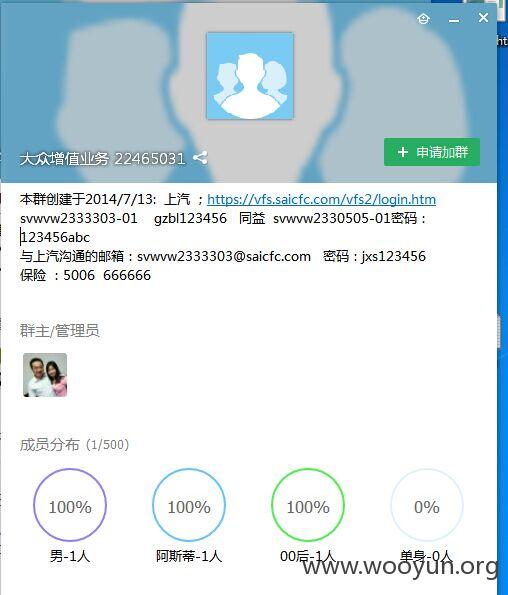 大众增值业务 22465031
申请加群
本群创建于2014/7/13: 上汽 ；https://vfs.saicfc.com/vfs2/login.htm
svwww2333303-01 gzbl123456 同益 svwww2330505-01密码：
123456abc
与上汽沟通的邮箱：svwww2333303@saicfc.com 密码：jxs123456
保险 ：5006 666666
群主/管理员
成员分布 (1/500)
100% 100% 100% 0%
男-1人 阿斯蒂-1人 00后-1人 单身-0人
www.wooyun.org